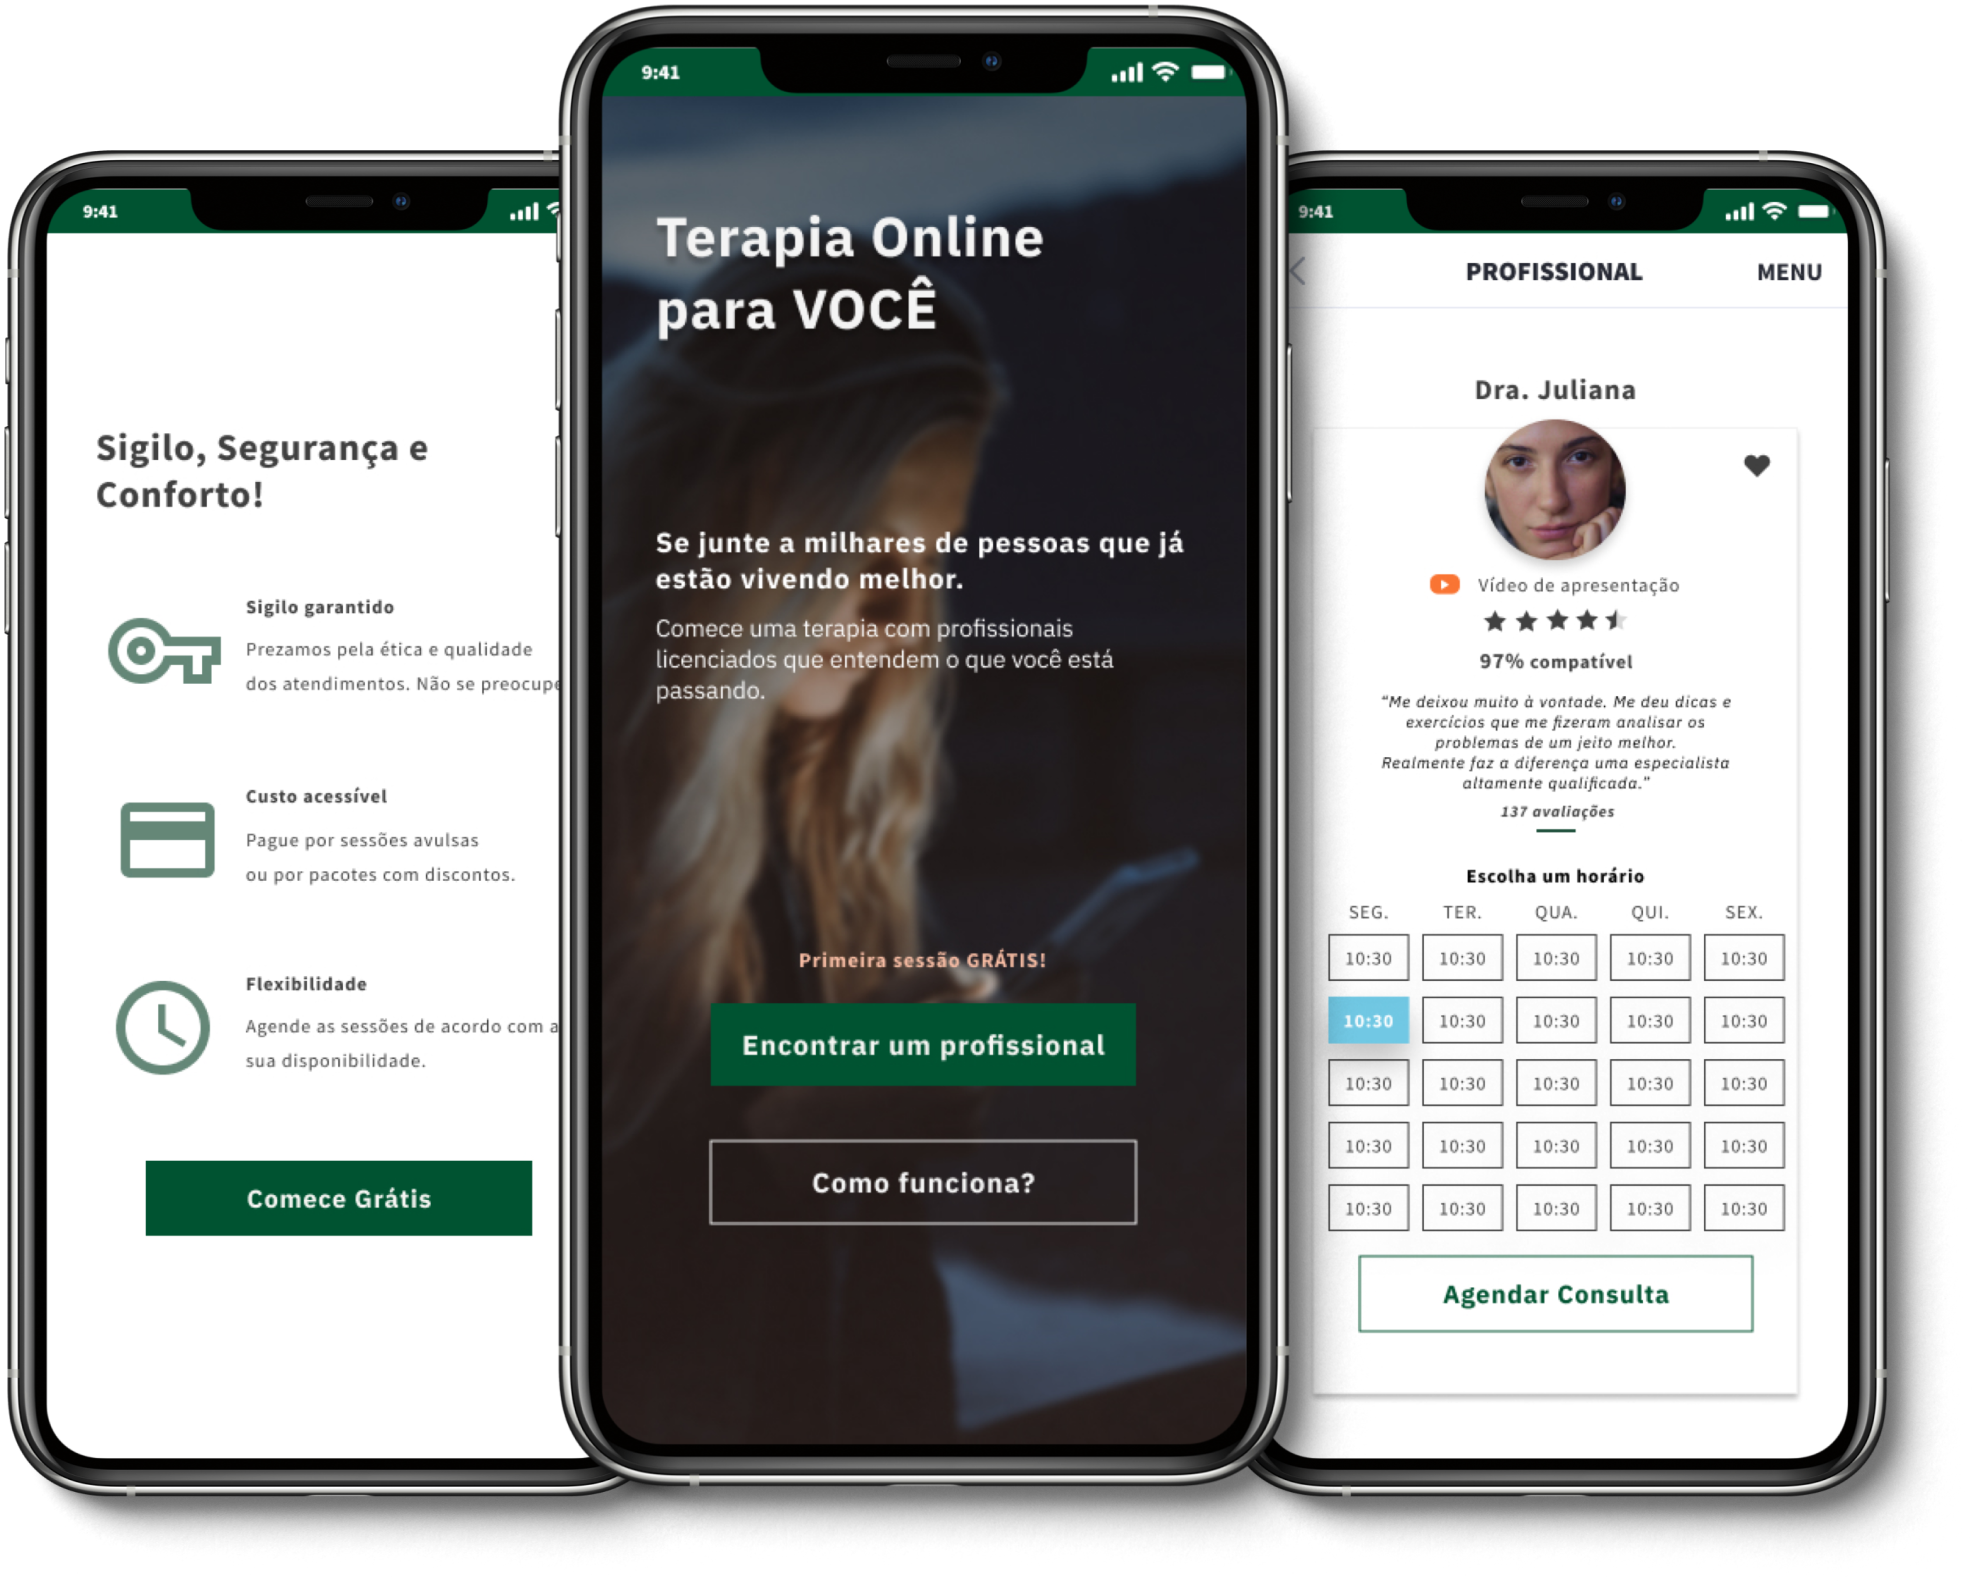 9:41
Sigilo, Segurança e
Conforto!
Sigilo garantido
Prezamos pela ética e qualidade
dos atendimentos. Não se preocupe
Custo acessível
Pague por sessões avulsas
ou por pacotes com discontos.
Flexibilidade
Agende as sessões de acordo com a
sua disponibilidade.
Comece Grátis
9:41
Terapia Online
para VOCÊ
Se junte a milhares de pessoas que já
estão vivendo melhor.
Comece uma terapia com profissionais
licenciados que entendem o que você está
passando.
Primeira sessão GRÁTIS!
Encontrar um profissional
Como funciona?
9:41
PROFISSIONAL MENU
Dra. Juliana
Vídeo de apresentação
97% compatível
“Me deixou muito à vontade. Me deu dicas e
exercícios que me fizeram analisar os
problemas de um jeito melhor.
Realmente faz a diferença uma especialista
altamente qualificada.”
137 avaliações
Escolha um horário
SEG. TER. QUA. QUI. SEX.
10:30 10:30 10:30 10:30 10:30
10:30 10:30 10:30 10:30 10:30
10:30 10:30 10:30 10:30 10:30
10:30 10:30 10:30 10:30 10:30
10:30 10:30 10:30 10:30 10:30
Agendar Consulta